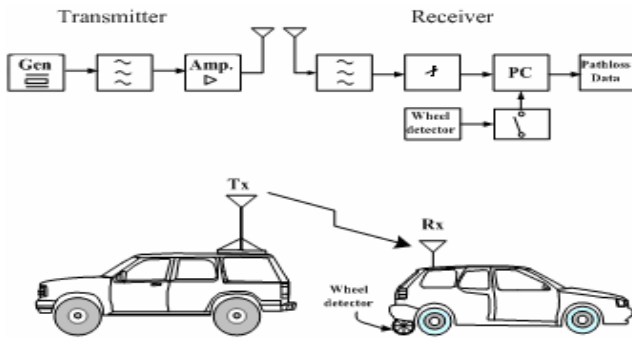 Transmitter
Receiver
Gen
Amp.
PC
Pathloss
Data
Wheel
detector
Tx
Rx
Wheel
detector